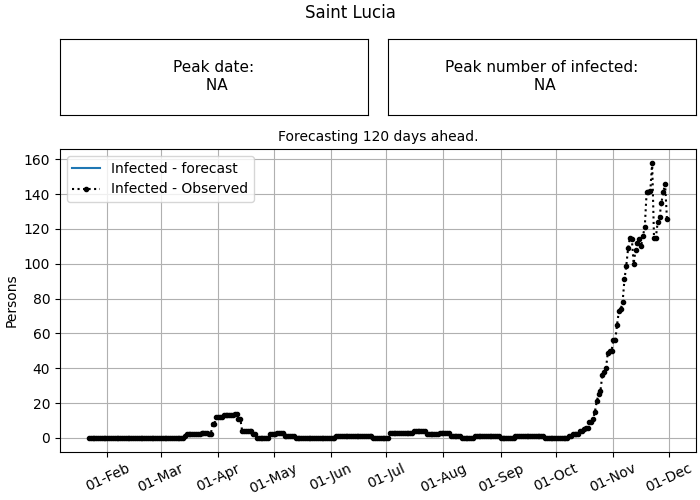 Saint Lucia
Peak date:
NA
Peak number of infected:
NA
Forecasting 120 days ahead.
Infected - forecast
Infected - Observed
Persons
160
140
120
100
80
60
40
20
0
01-Feb
01-Mar
01-Apr
01-May
01-Jun
01-Jul
01-Aug
01-Sep
01-Oct
01-Nov
01-Dec